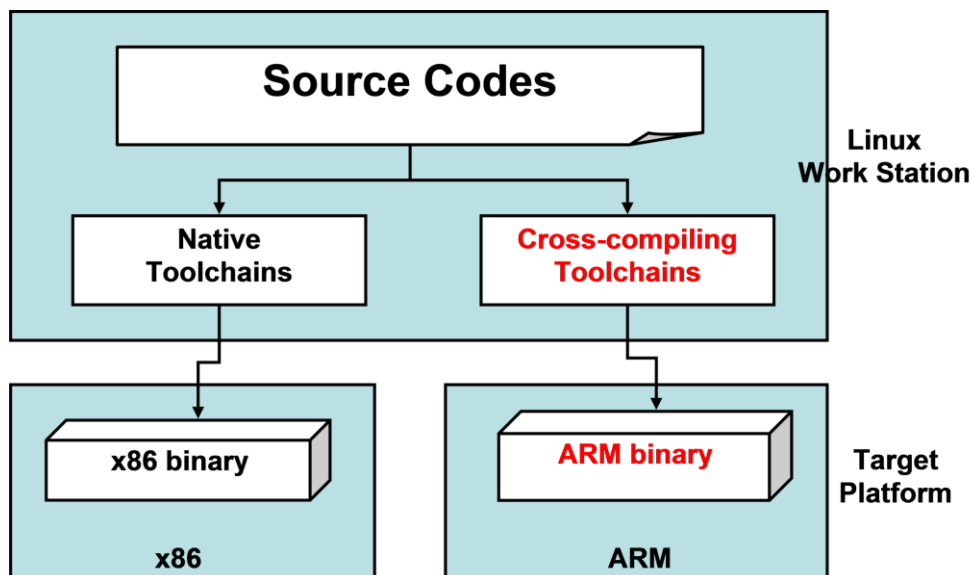 Source Codes
Linux
Work Station
Native
Toolchains
Cross-compiling
Toolchains
x86 binary
ARM binary
Target
Platform
x86
ARM